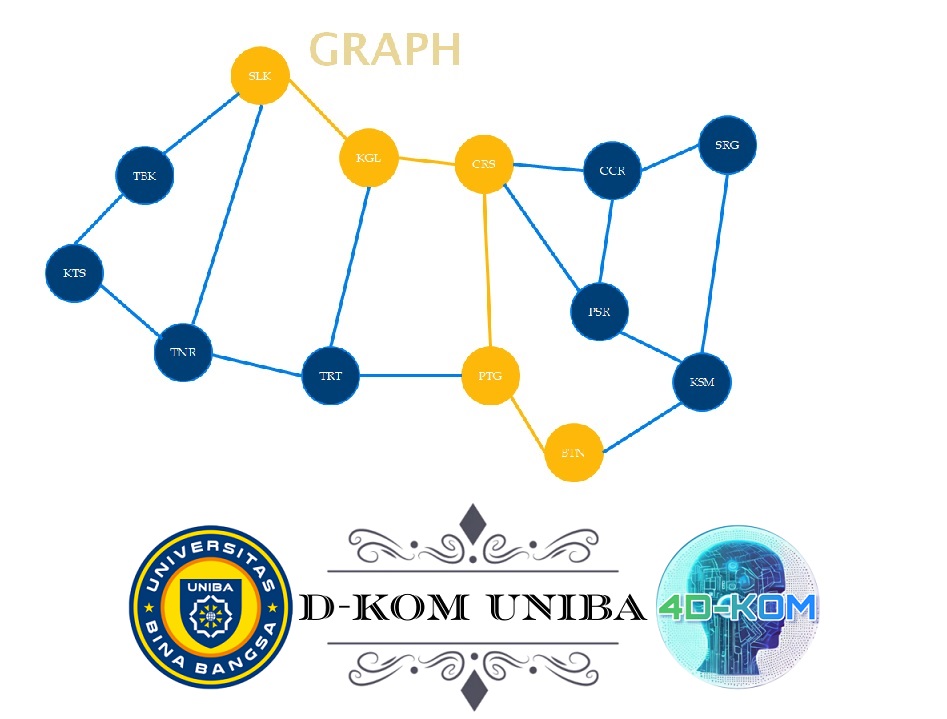 GRAPH
SLK
KGL
CRS
CCR
SRG
TBK
KTS
TNR
TRT
PTG
PSR
KSM
BTN
UNIVERSITAS
UNIBA
BINA BANGSA
D-KOM UNIBA
4D-KOM